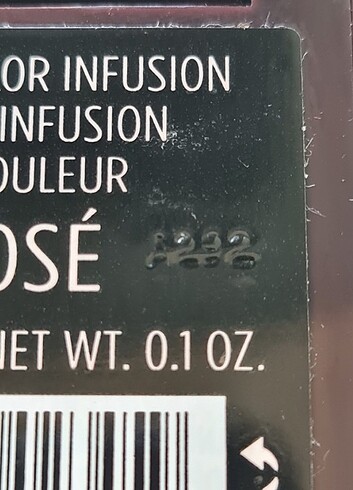 OR INFUSION
INFUSION
OULEUR
OSÉ
NET WT. 0.1 OZ.